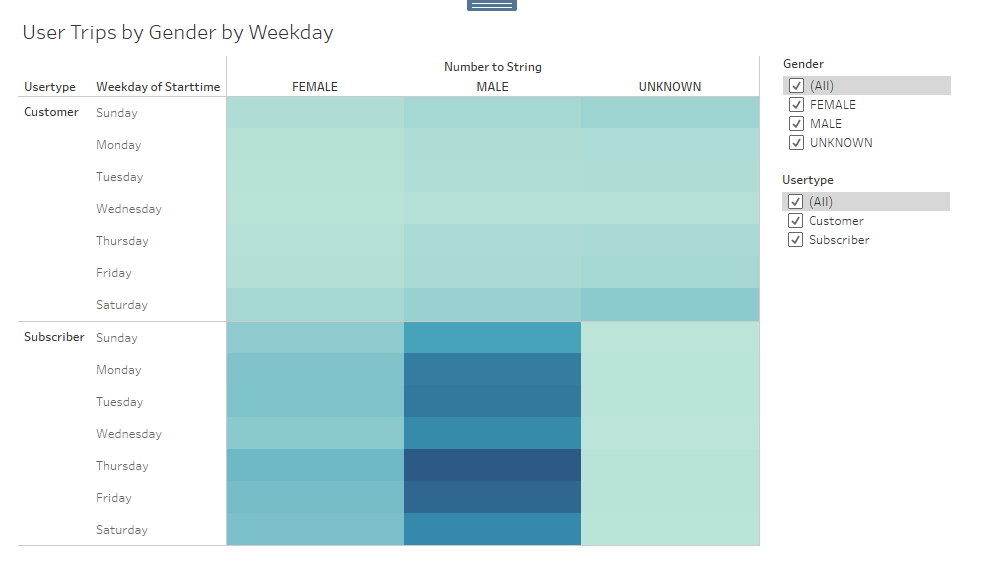 User Trips by Gender by Weekday
Number to String
Usertype Weekday of Starttime FEMALE MALE UNKNOWN
Customer Sunday
Monday
Tuesday
Wednesday
Thursday
Friday
Saturday
Subscriber Sunday
Monday
Tuesday
Wednesday
Thursday
Friday
Saturday
Gender
(All)
FEMALE
MALE
UNKNOWN
Usertype
(All)
Customer
Subscriber